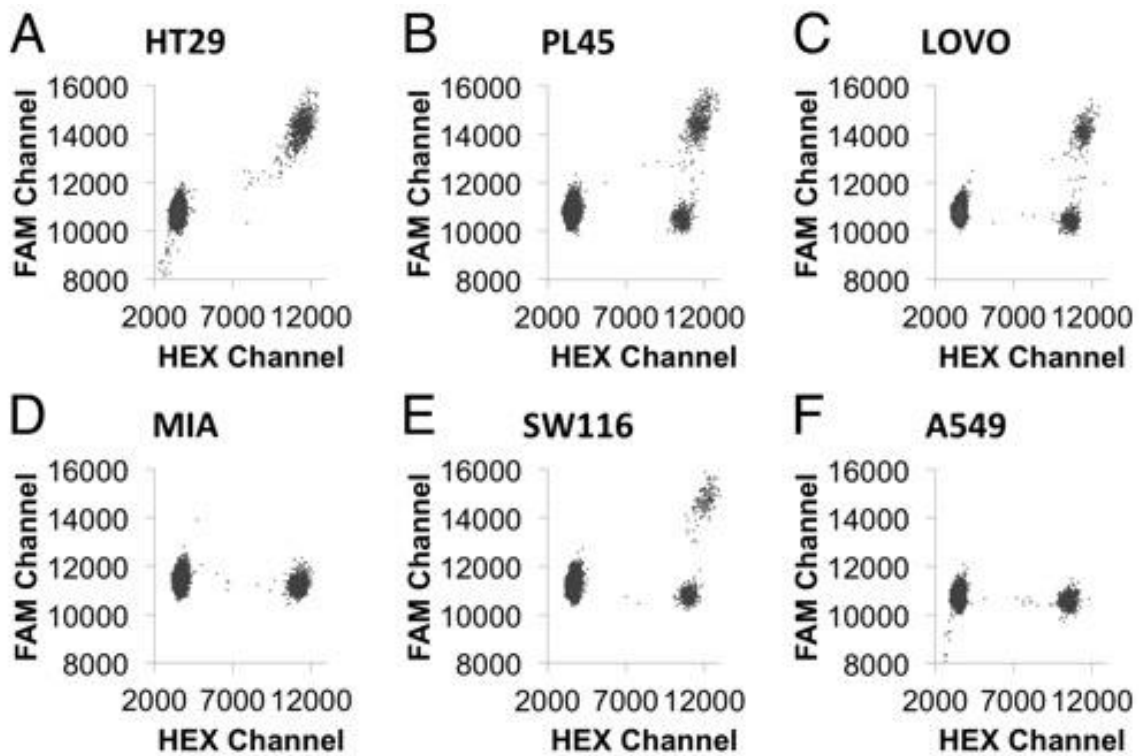 A HT29 B PL45 C LOVO
16000 16000 16000
14000 14000 14000
12000 12000 12000
10000 10000 10000
8000 8000 8000
FAM Channel FAM Channel FAM Channel
2000 7000 12000 2000 7000 12000 2000 7000 12000
HEX Channel HEX Channel HEX Channel
D MIA E SW116 F A549
16000 16000 16000
14000 14000 14000
12000 12000 12000
10000 10000 10000
8000 8000 8000
FAM Channel FAM Channel FAM Channel
2000 7000 12000 2000 7000 12000 2000 7000 12000
HEX Channel HEX Channel HEX Channel